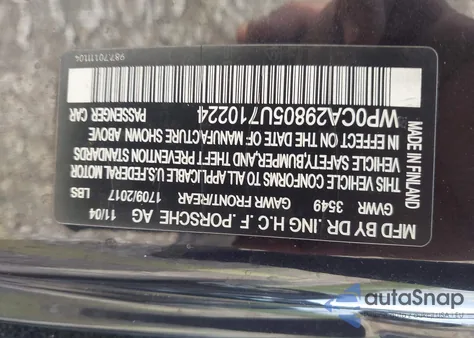 MFD.BY DR .ING H.C. F. PORSCHE AG 11/04
GVWR 3549 GAWR FRONT/REAR 1709/2017 LBS
THIS VEHICLE CONFORMS TO ALL APPLICABLE U.S.FEDERAL MOTOR
VEHICLE SAFETY,BUMPER,AND THEFT PREVENTION STANDARDS
IN EFFECT ON THE DATE OF MANUFACTURE SHOWN ABOVE.
MADE IN FINLAND PASSENGER CAR
WP0CA29805U710224
autoSnap